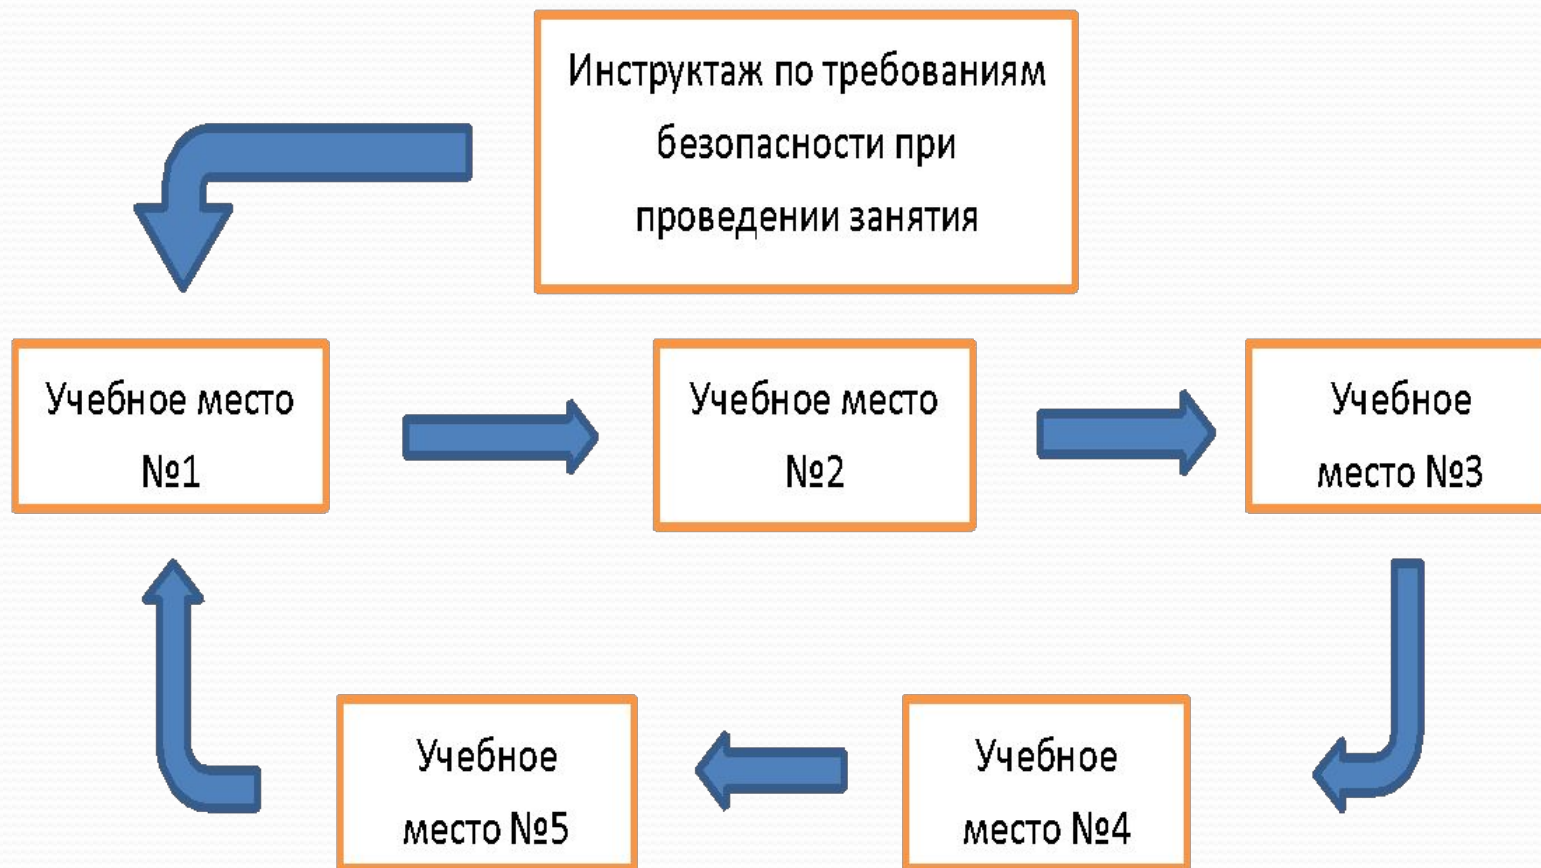 Инструктаж по требованиям
безопасности при
проведении занятия
Учебное место
№1
Учебное место
№2
Учебное
место №3
Учебное
место №5
Учебное
место №4